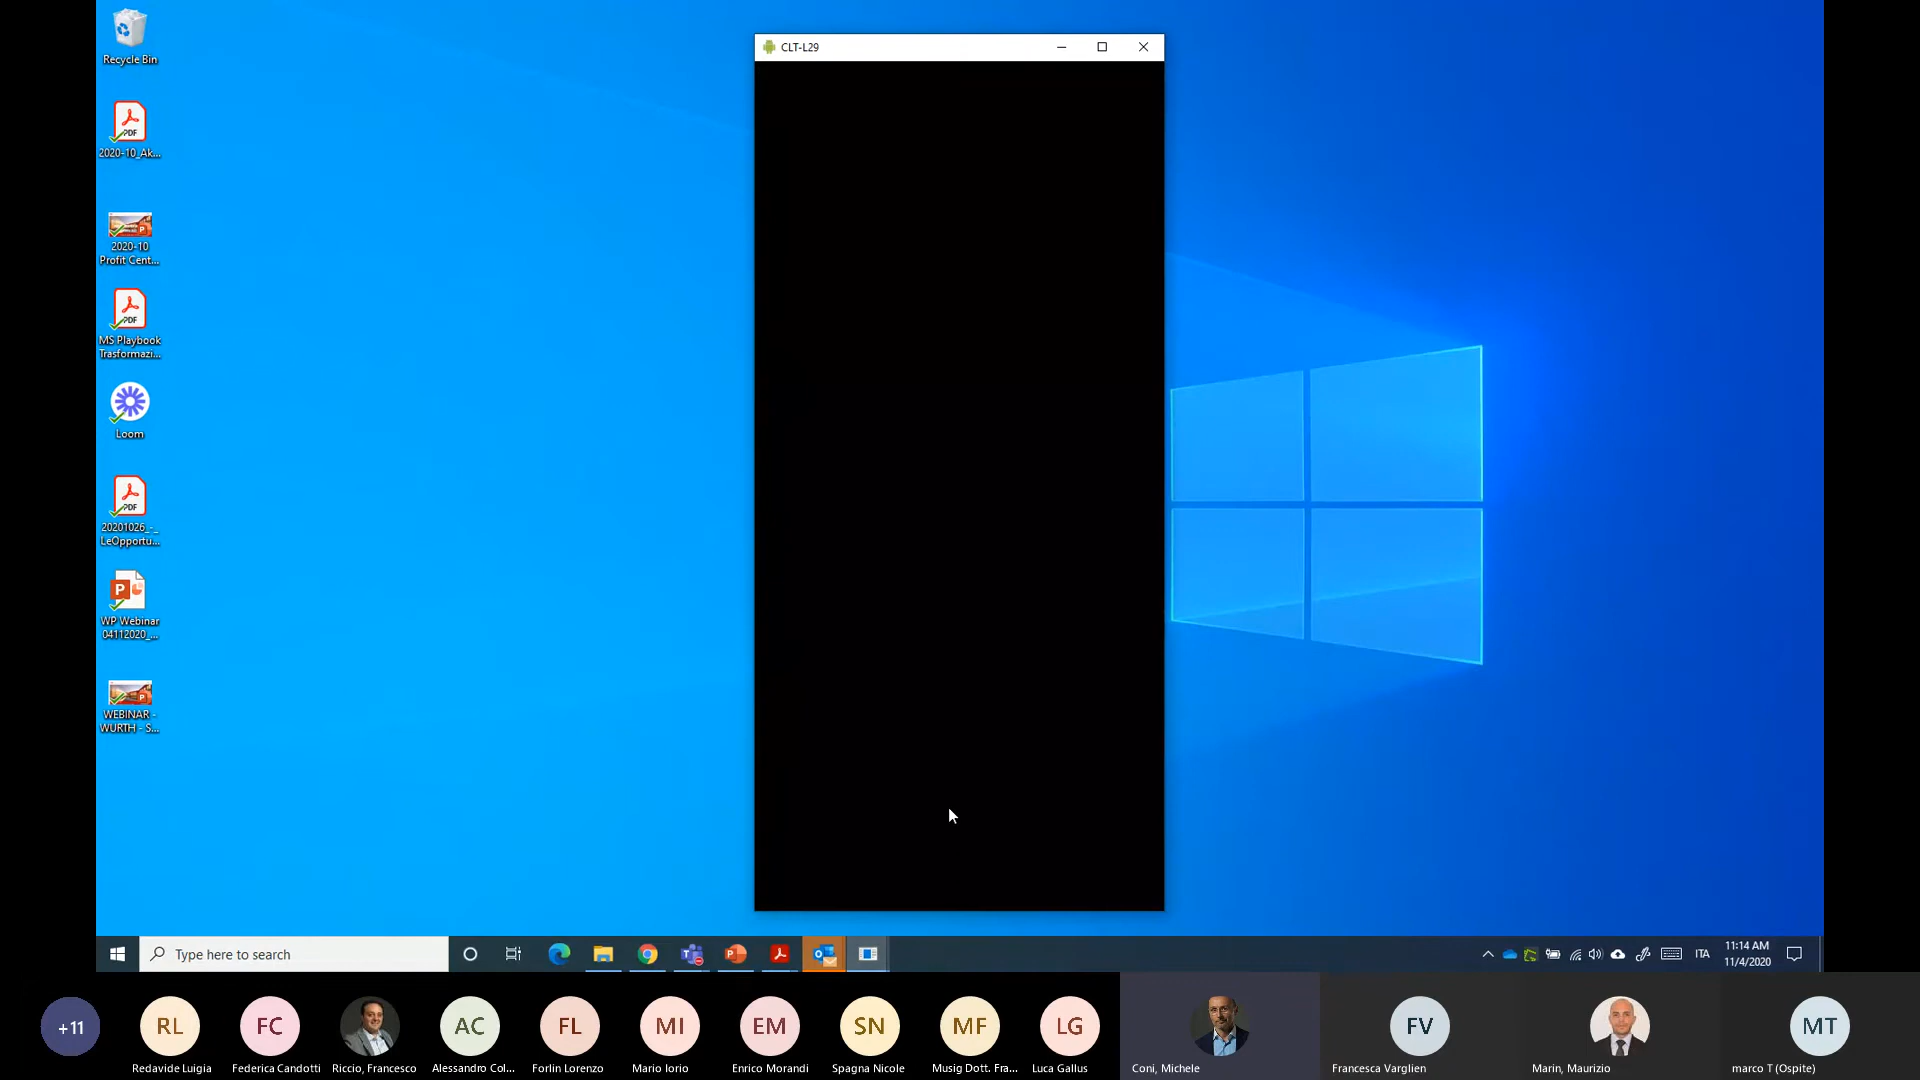 Recycle Bin
PDF
2020-10_Ak...
2020-10
Profit Cent...
PDF
MS Playbook
Trasformazi...
Loom
PDF
20201026_-_
LeOpportu...
WP Webinar
04112020_...
WEBINAR -
WURTH - S...
CLT-L29
Type here to search
ITA
11:14 AM
11/4/2020
+11
RL
FC
AC
FL
MI
EM
SN
MF
LG
FV
MT
Redavide Luigia
Federica Candotti
Riccio, Francesco
Alessandro Col...
Forlin Lorenzo
Mario Iorio
Enrico Morandi
Spagna Nicole
Musig Dott. Fra...
Luca Gallus
Coni, Michele
Francesca Varglien
Marin, Maurizio
marco T (Ospite)